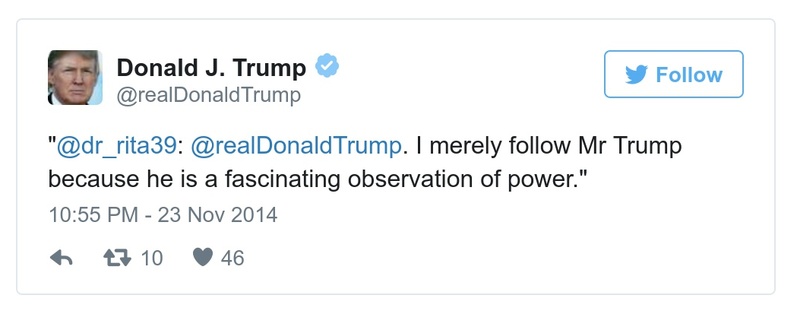 Donald J. Trump
@realDonaldTrump
Follow
"@dr_rita39: @realDonaldTrump. I merely follow Mr Trump
because he is a fascinating observation of power."
10:55 PM - 23 Nov 2014
10 46